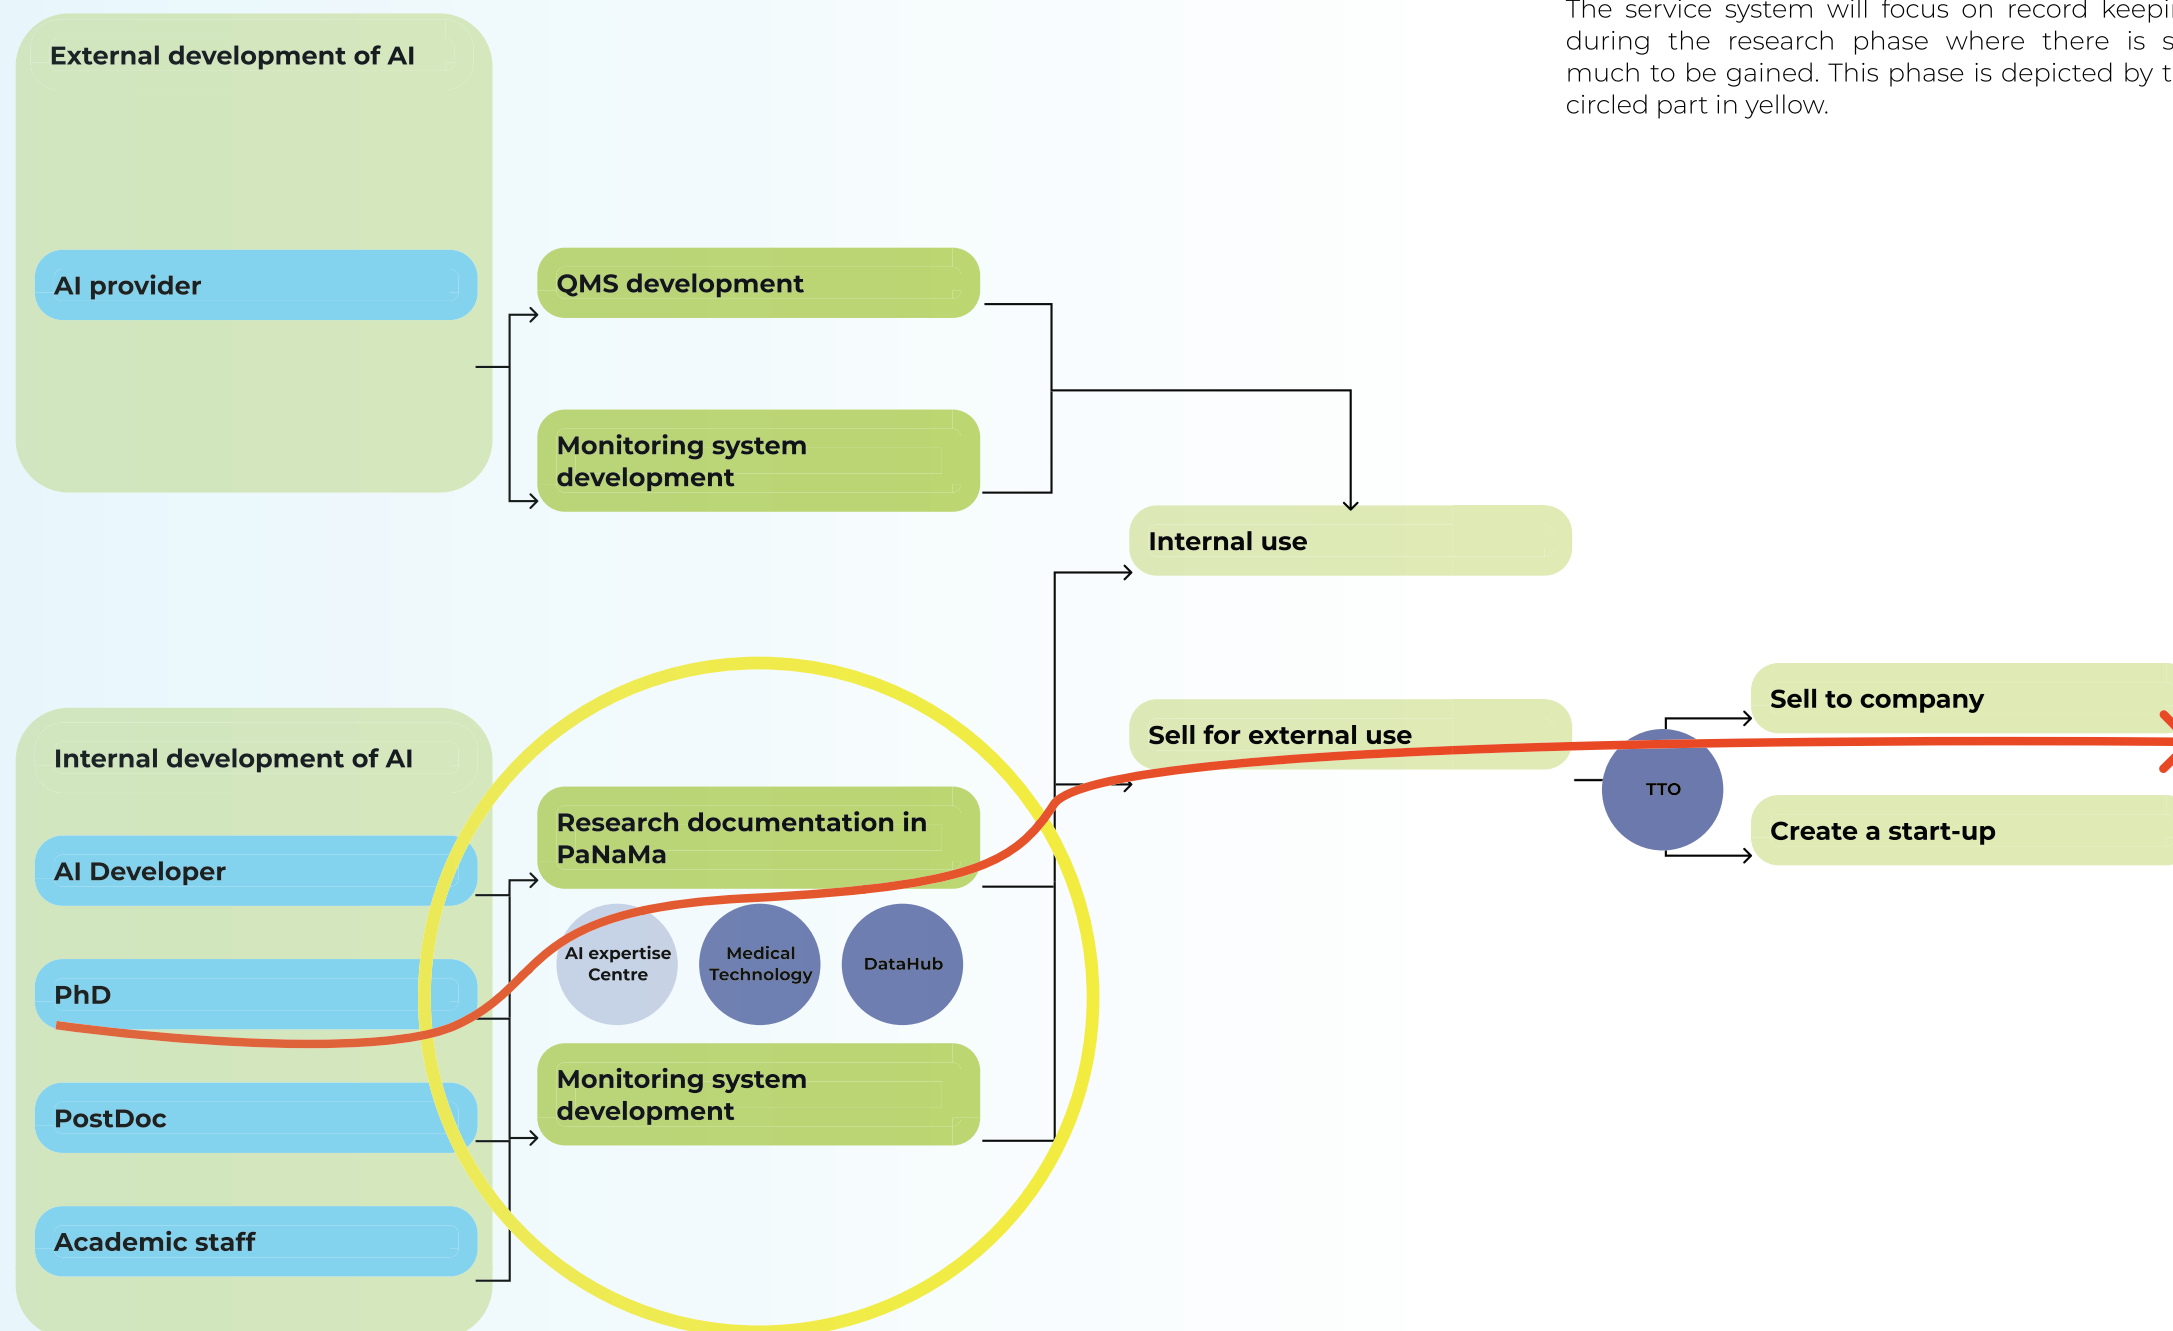 The service system will focus on record
during the research phase where there is
much to be gained. This phase is depicted by
circled part in yellow.
External development of AI
AI provider
QMS development
Monitoring system
development
Internal use
Sell for external use
Sell to company
TTO
Create a start-up
Internal development of AI
AI Developer
PhD
PostDoc
Academic staff
Research documentation in
PaNaMa
AI expertise
Centre
Medical
Technology
DataHub
Monitoring system
development